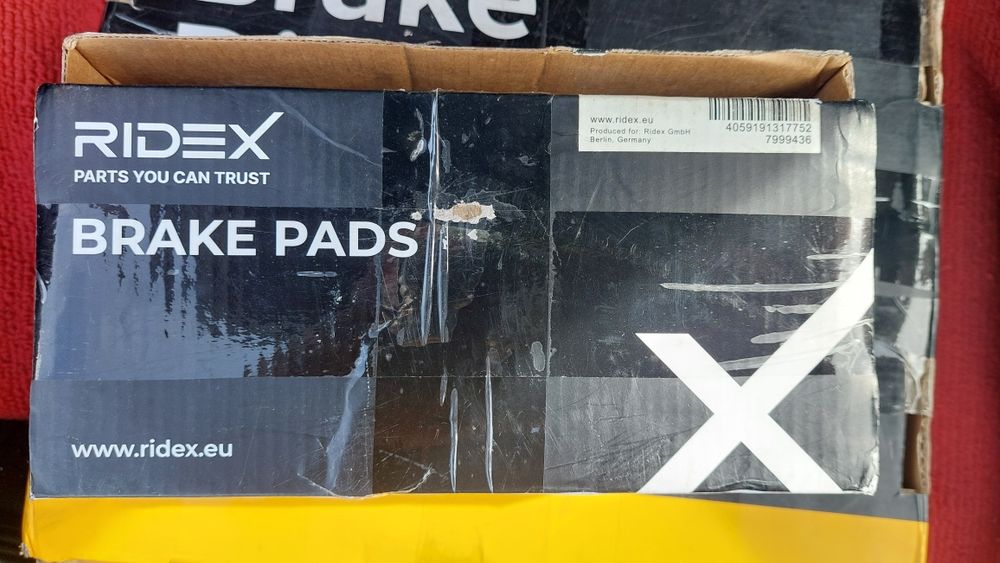 Brake
RIDEX
PARTS YOU CAN TRUST
BRAKE PADS
www.ridex.eu
Produced for: Ridex GmbH
Berlin, Germany
4059191317752
7999436
www.ridex.eu